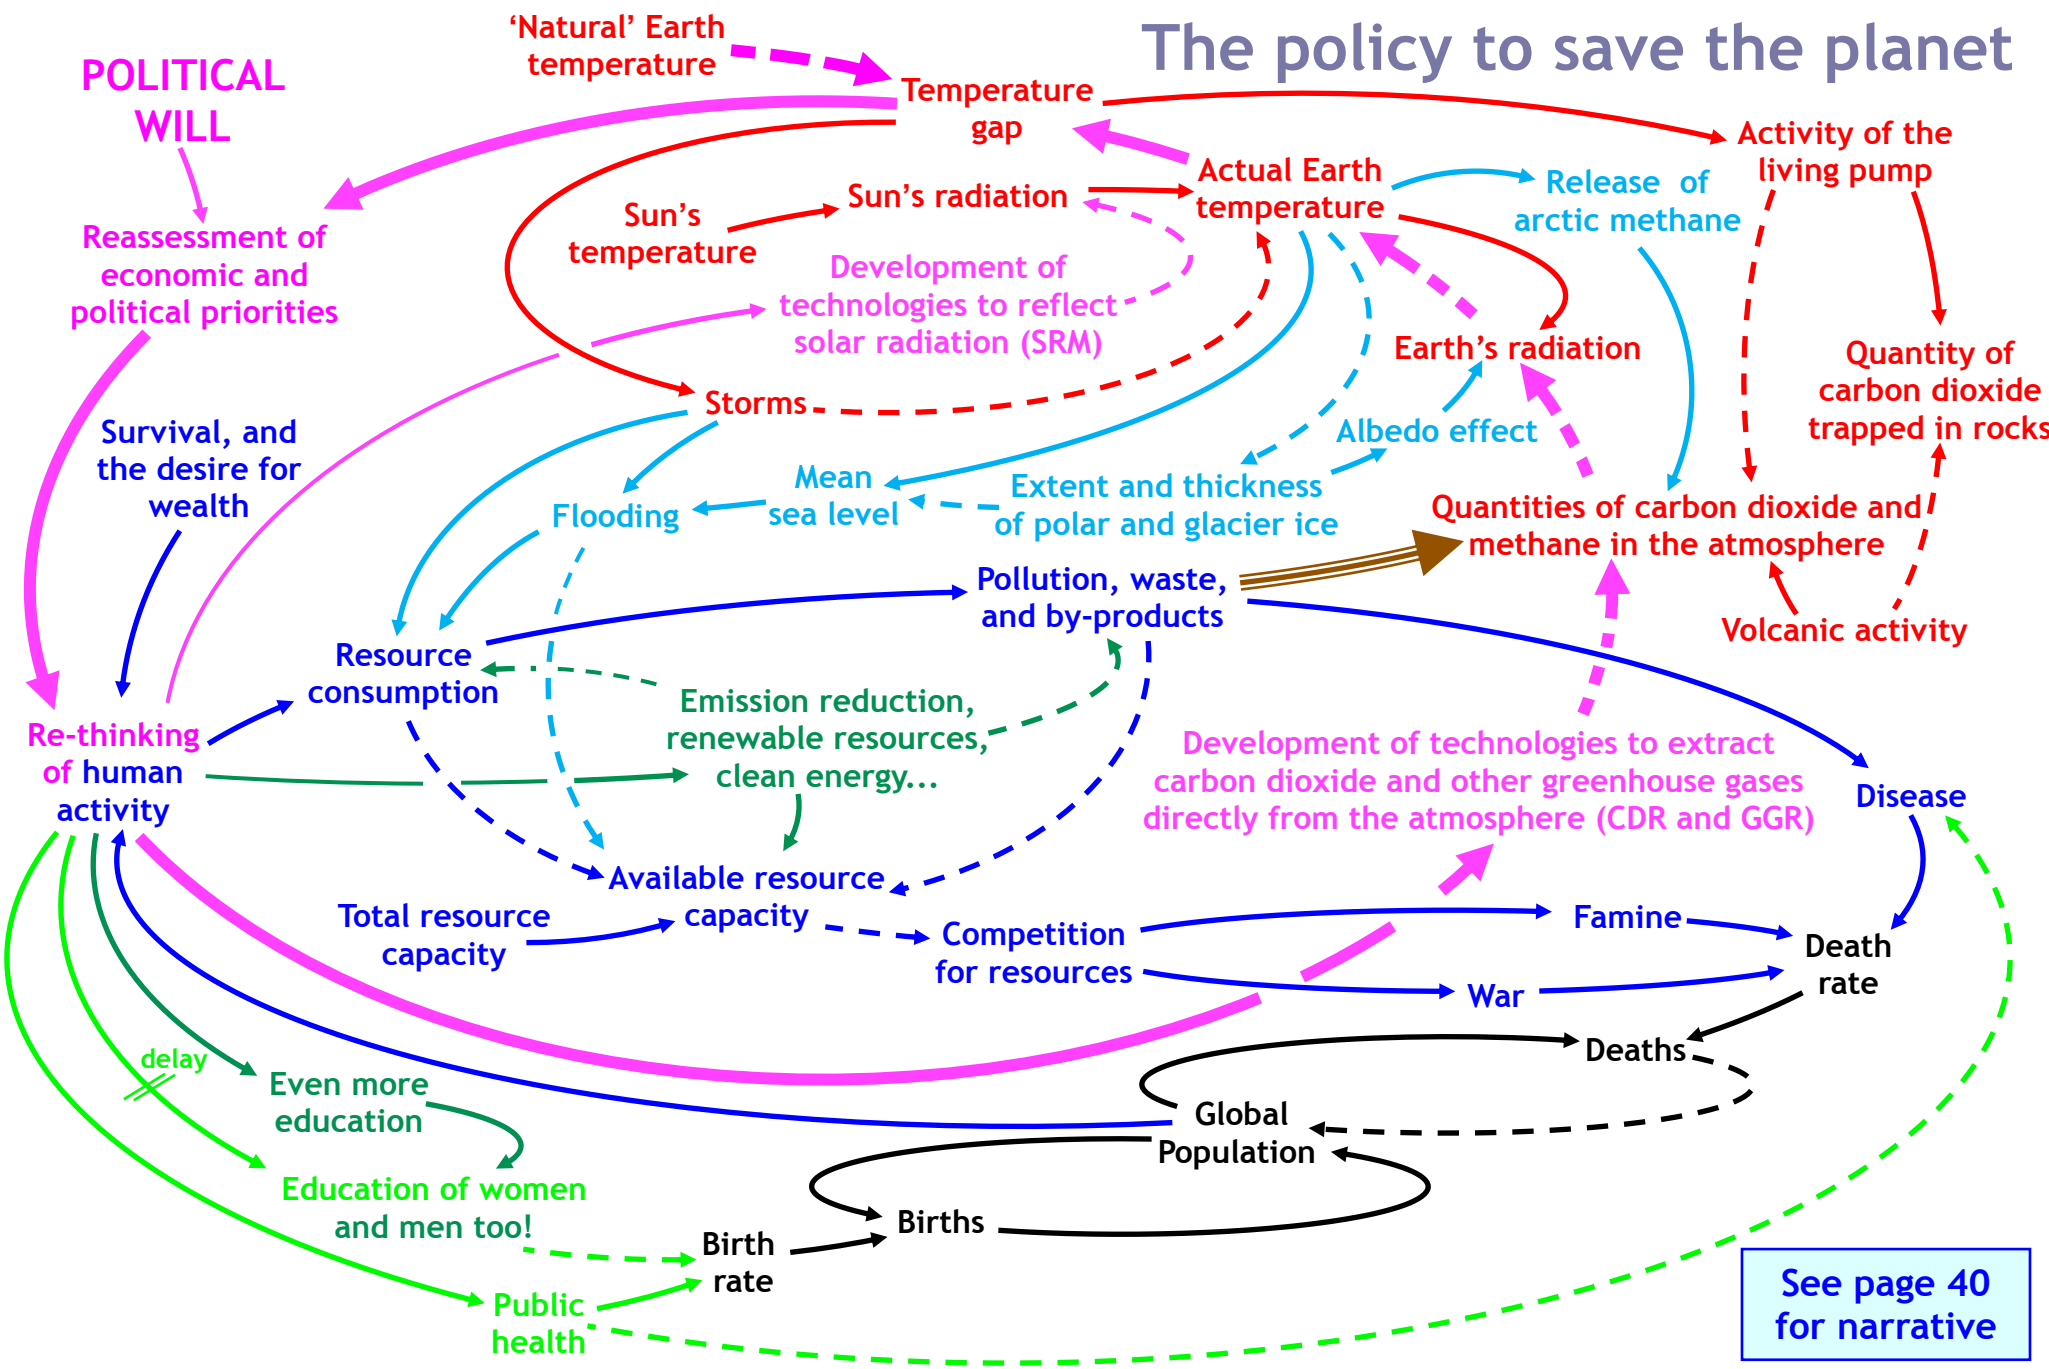 The policy to save the planet
‘Natural’ Earth
temperature
POLITICAL
WILL
Temperature
gap
Activity of the
living pump
Actual Earth
temperature
Release of
arctic methane
Sun’s radiation
Sun’s
temperature
Reassessment of
economic and
political priorities
Development of
technologies to reflect
solar radiation (SRM)
Earth’s radiation
Quantity of
carbon dioxide
trapped in rocks
Storms
Survival, and
the desire for
wealth
Albedo effect
Mean
sea level
Extent and thickness
of polar and glacier ice
Flooding
Quantities of carbon dioxide and
methane in the atmosphere
Pollution, waste,
and by-products
Volcanic activity
Resource
consumption
Emission reduction,
renewable resources,
clean energy...
Re-thinking
of human
activity
Development of technologies to extract
carbon dioxide and other greenhouse gases
directly from the atmosphere (CDR and GGR)
Disease
Available resource
capacity
Total resource
capacity
Competition
for resources
Famine
Death
rate
War
Deaths
delay
Even more
education
Global
Population
Education of women
and men too!
Births
Birth
rate
Public
health
See page 40
for narrative